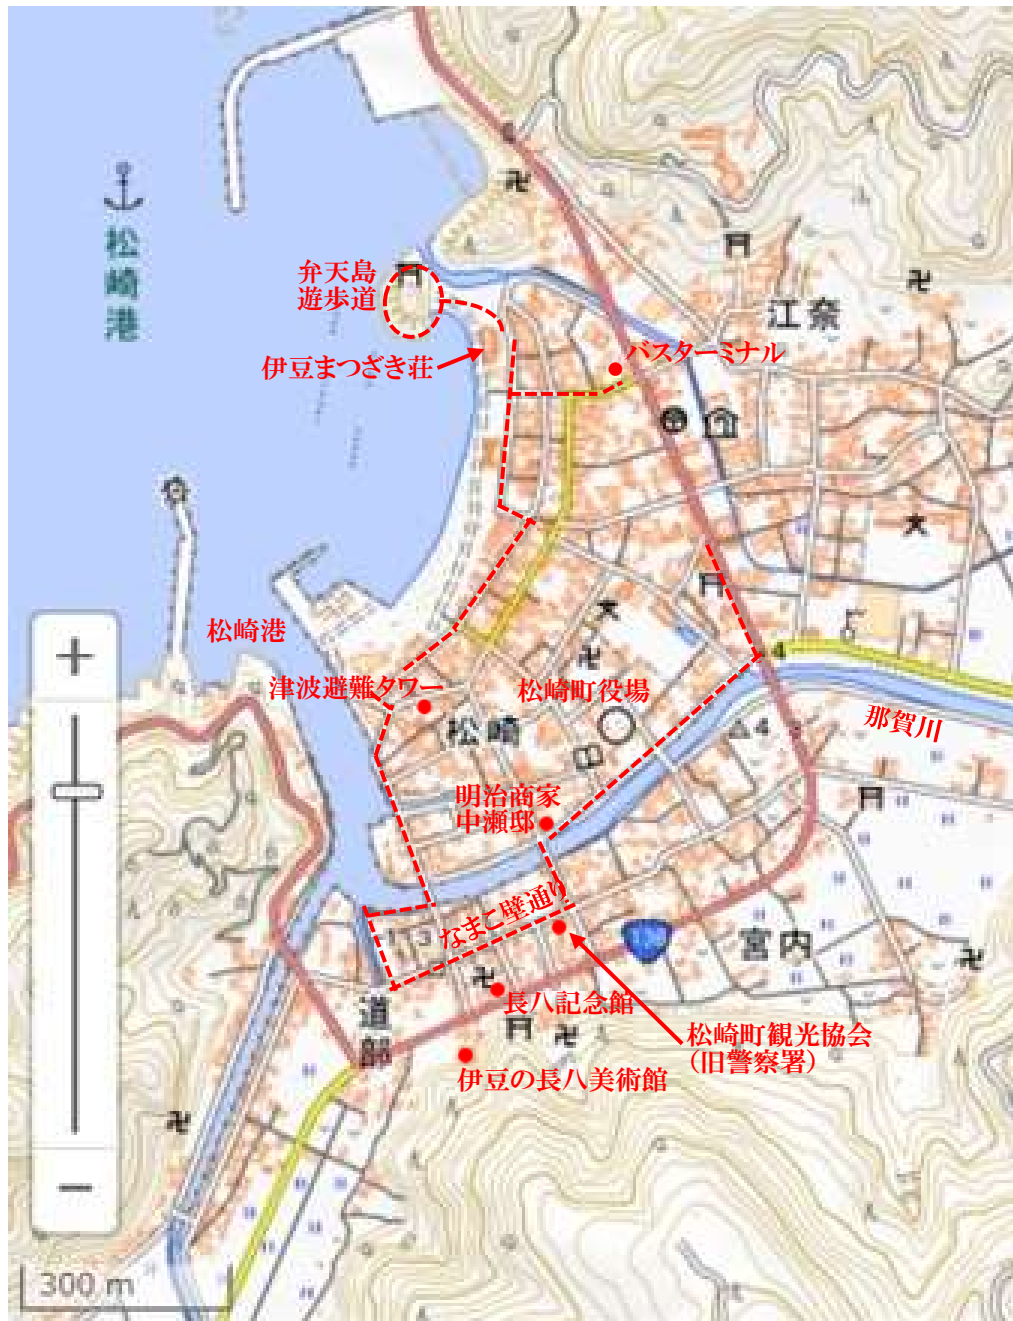 松崎港
弁天島
遊歩道
江奈
バスターミナル
伊豆まつざき荘
松崎港
津波避難タワー
松崎町役場
松崎
4
那賀川
明治商家
中瀬邸
なまこ壁通り
宮内
道部
長八記念館
松崎町観光協会
(旧警察署)
伊豆の長八美術館
+
−
300 m